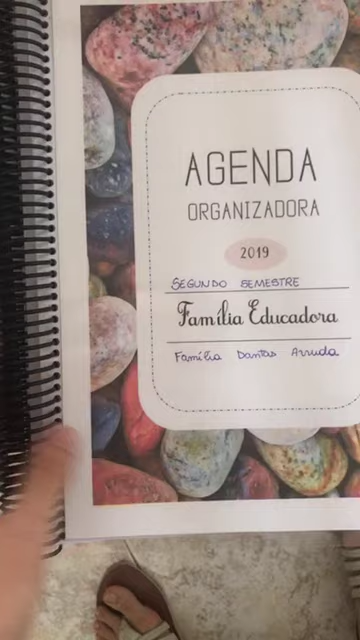 AGENDA
ORGANIZADORA
2019
SEGUNDO SEMESTRE
Família Educadora
Família Dantas Arruda